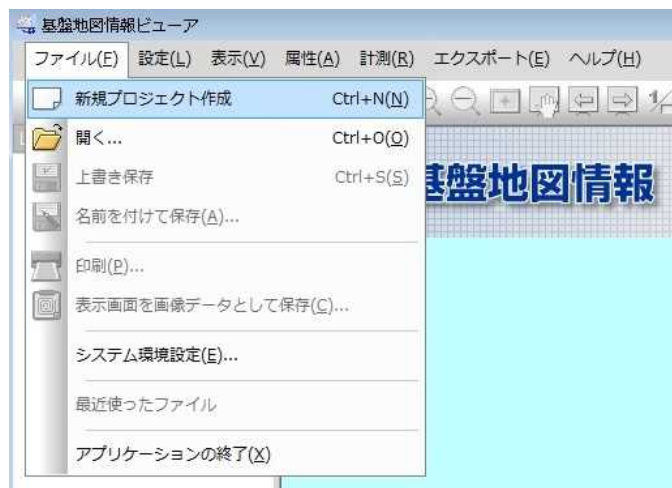 基盤地図情報ビューア
ファイル(F) 設定(L) 表示(V) 属性(A) 計測(R) エクスポート(E) ヘルプ(H)
新規プロジェクト作成 Ctrl+N(N)
開く... Ctrl+O(O)
上書き保存 Ctrl+S(S)
名前を付けて保存(A)...
印刷(P)...
表示画面を画像データとして保存(C)...
システム環境設定(E)...
最近使ったファイル
アプリケーションの終了(X)
基盤地図情報